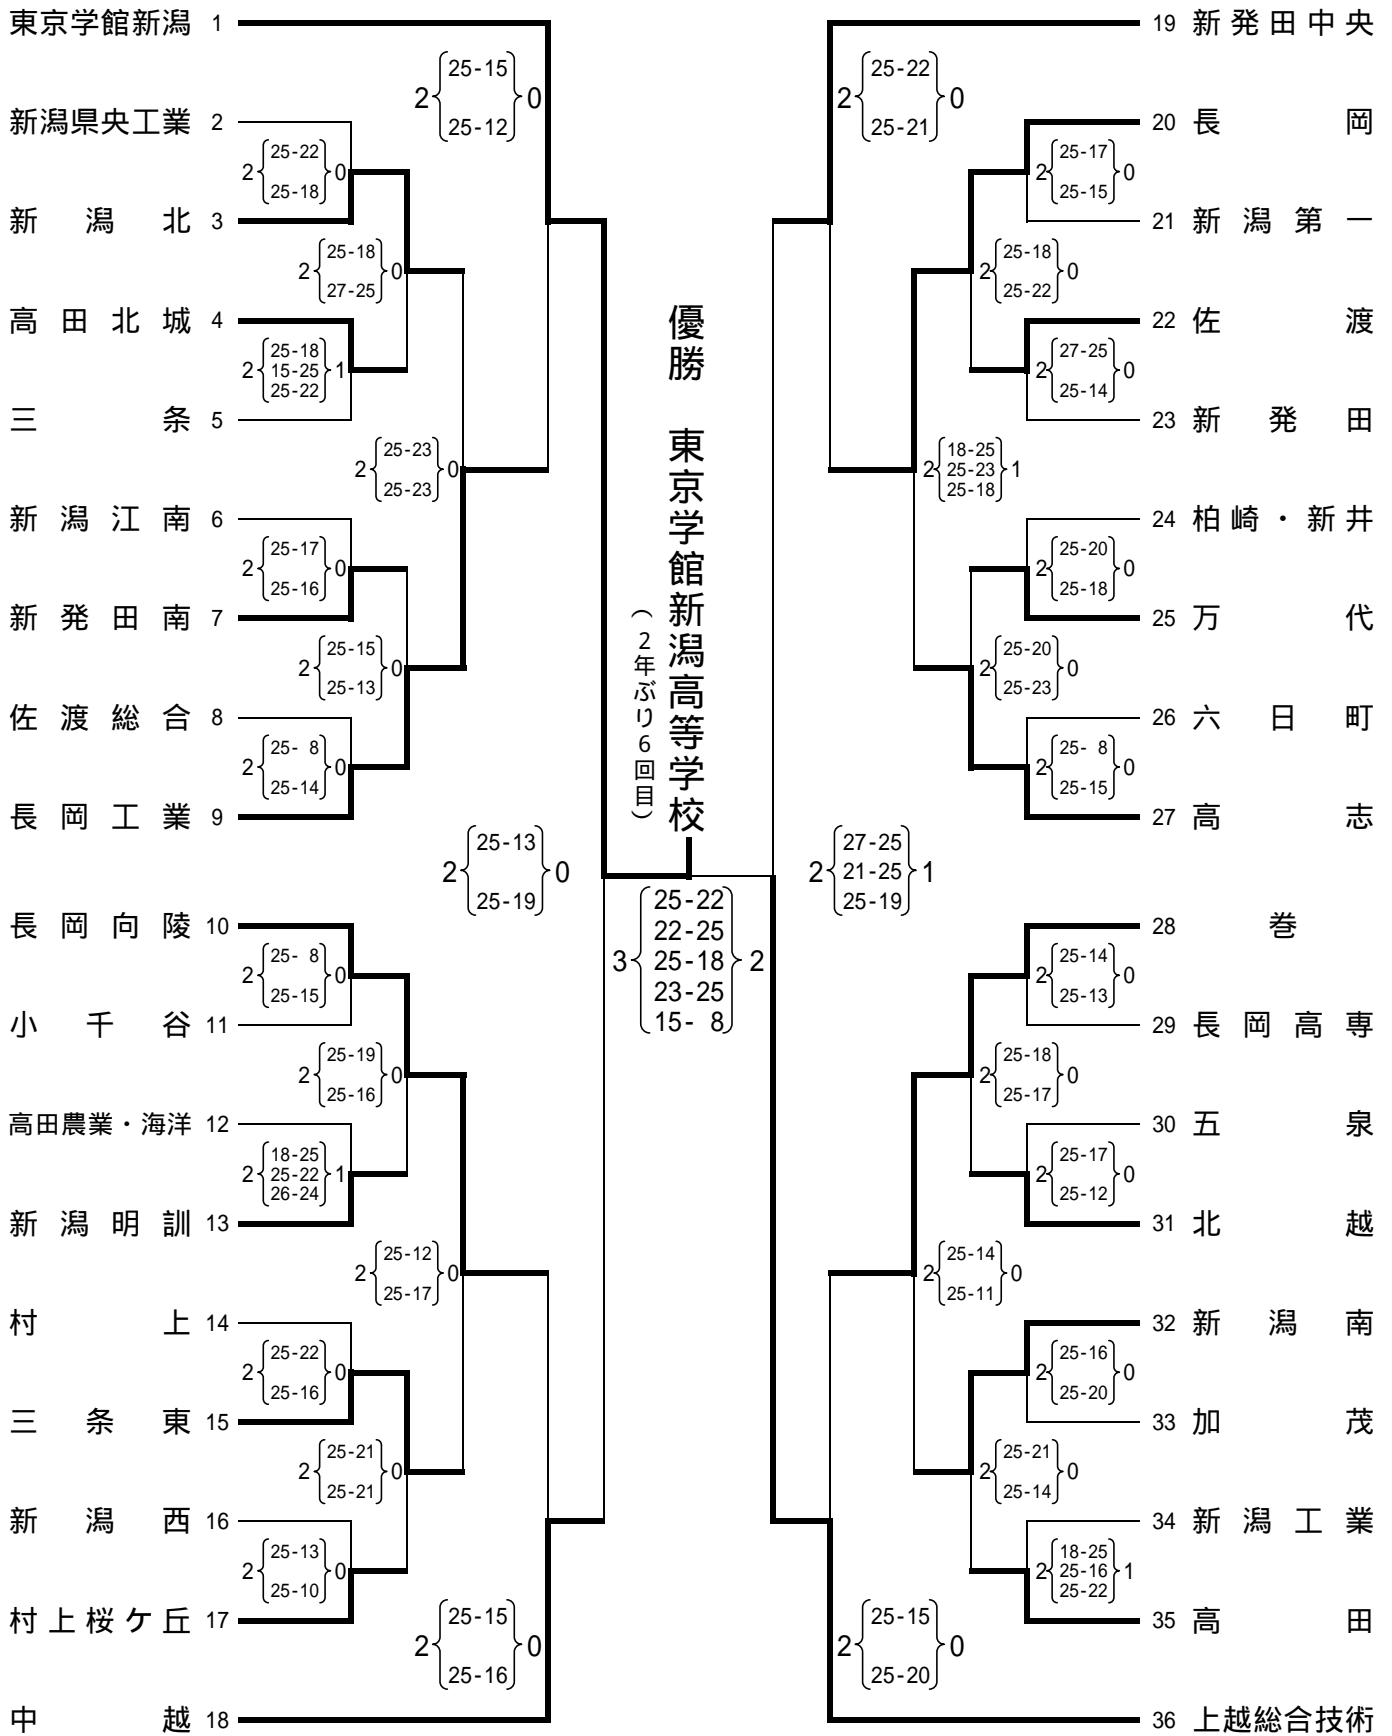 東京学館新潟 1
新潟県央工業 2
新潟北 3
高田北城 4
三条 5
新潟江南 6
新発田南 7
佐渡総合 8
長岡工業 9
長岡向陵 10
小千谷 11
高田農業・海洋 12
新潟明訓 13
村上 14
三条東 15
新潟西 16
村上桜ケ丘 17
中越 18
2 25-15 0
25-12
2 25-22 0
25-18
2 25-18 0
27-25
2 25-18 1
15-25
25-22
2 25-23 0
25-23
2 25-17 0
25-16
2 25-15 0
25-13
2 25- 8 0
25-14
2 25-13 0
25-19
2 25- 8 0
25-15
2 25-19 0
25-16
2 18-25 1
25-22
26-24
2 25-12 0
25-17
2 25-22 0
25-16
2 25-21 0
25-21
2 25-13 0
25-10
2 25-15 0
25-16
優勝 東京学館新潟高等学校
(2年ぶり6回目)
3 25-22 2
22-25
25-18
23-25
15- 8
2 25-22 0
25-21
2 25-17 0
25-15
2 25-18 0
25-22
2 27-25 0
25-14
2 18-25 1
25-23
25-18
2 25-20 0
25-18
2 25-20 0
25-23
2 25- 8 0
25-15
2 27-25 1
21-25
25-19
2 25-14 0
25-13
2 25-18 0
25-17
2 25-17 0
25-12
2 25-14 0
25-11
2 25-16 0
25-20
2 25-21 0
25-14
2 18-25 1
25-16
25-22
2 25-15 0
25-20
19 新発田中央
20 長岡
21 新潟第一
22 佐渡
23 新発田
24 柏崎・新井
25 万代
26 六日町
27 高志
28 巻
29 長岡高専
30 五泉
31 北越
32 新潟南
33 加茂
34 新潟工業
35 高田
36 上越総合技術